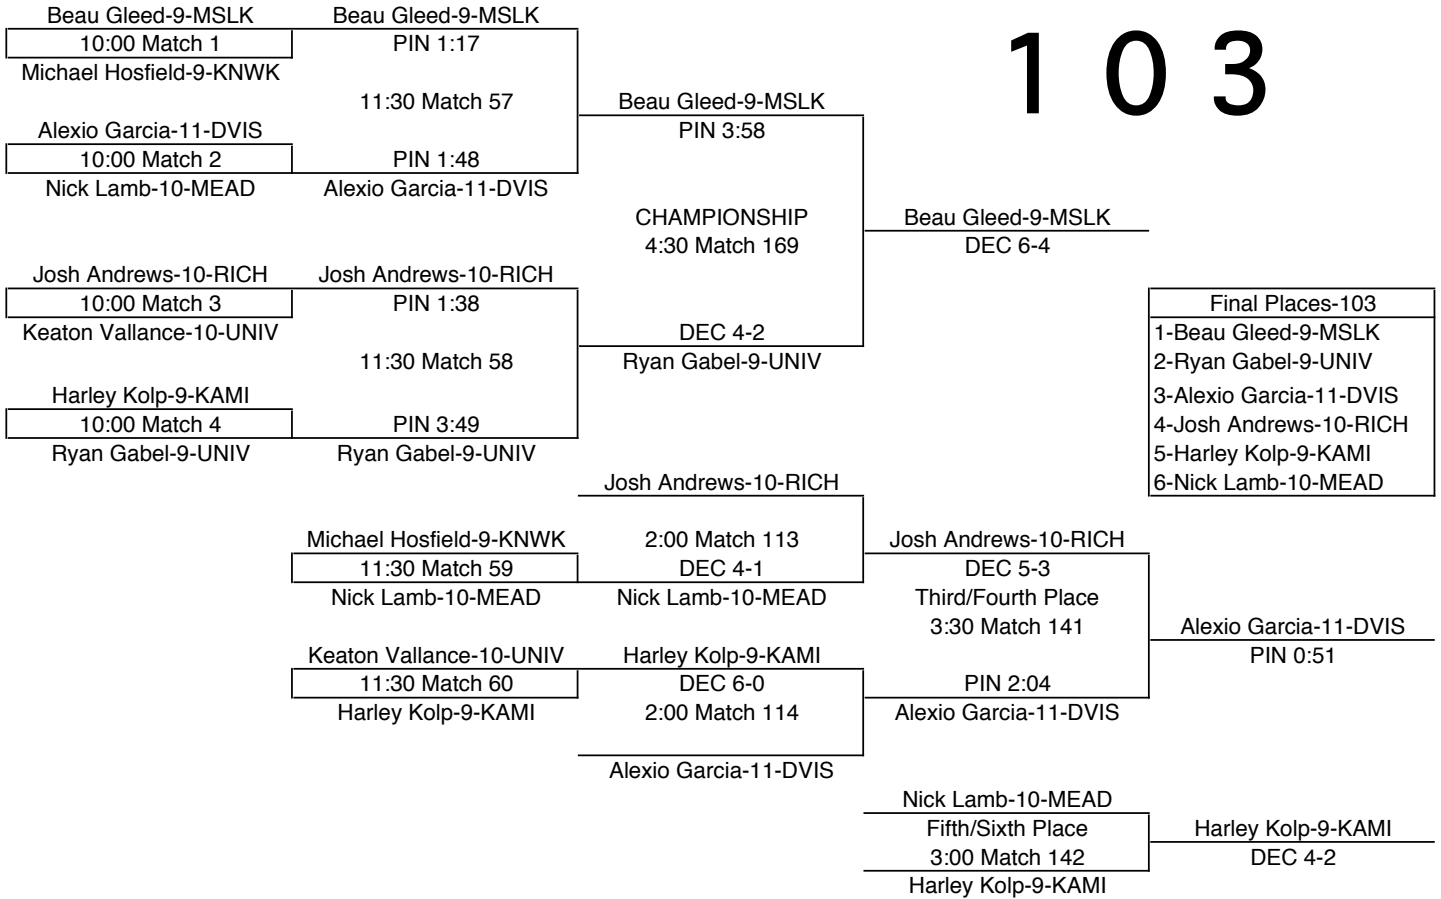 Beau Gleed-9-MSLK Beau Gleed-9-MSLK
10:00 Match 1 PIN 1:17
Michael Hosfield-9-KNWK
1 0 3
11:30 Match 57 Beau Gleed-9-MSLK
Alexio Garcia-11-DVIS PIN 3:58
10:00 Match 2 PIN 1:48
Nick Lamb-10-MEAD Alexio Garcia-11-DVIS
CHAMPIONSHIP Beau Gleed-9-MSLK
4:30 Match 169 DEC 6-4
Josh Andrews-10-RICH Josh Andrews-10-RICH
10:00 Match 3 PIN 1:38 Final Places-103
Keaton Vallance-10-UNIV DEC 4-2 1-Beau Gleed-9-MSLK
11:30 Match 58 Ryan Gabel-9-UNIV 2-Ryan Gabel-9-UNIV
Harley Kolp-9-KAMI 3-Alexio Garcia-11-DVIS
10:00 Match 4 PIN 3:49 4-Josh Andrews-10-RICH
Ryan Gabel-9-UNIV Ryan Gabel-9-UNIV 5-Harley Kolp-9-KAMI
Josh Andrews-10-RICH 6-Nick Lamb-10-MEAD
Michael Hosfield-9-KNWK 2:00 Match 113 Josh Andrews-10-RICH
11:30 Match 59 DEC 4-1 DEC 5-3
Nick Lamb-10-MEAD Nick Lamb-10-MEAD Third/Fourth Place
3:30 Match 141 Alexio Garcia-11-DVIS
Keaton Vallance-10-UNIV Harley Kolp-9-KAMI PIN 0:51
11:30 Match 60 DEC 6-0 PIN 2:04
Harley Kolp-9-KAMI 2:00 Match 114 Alexio Garcia-11-DVIS
Alexio Garcia-11-DVIS
Nick Lamb-10-MEAD
Fifth/Sixth Place Harley Kolp-9-KAMI
3:00 Match 142 DEC 4-2
Harley Kolp-9-KAMI